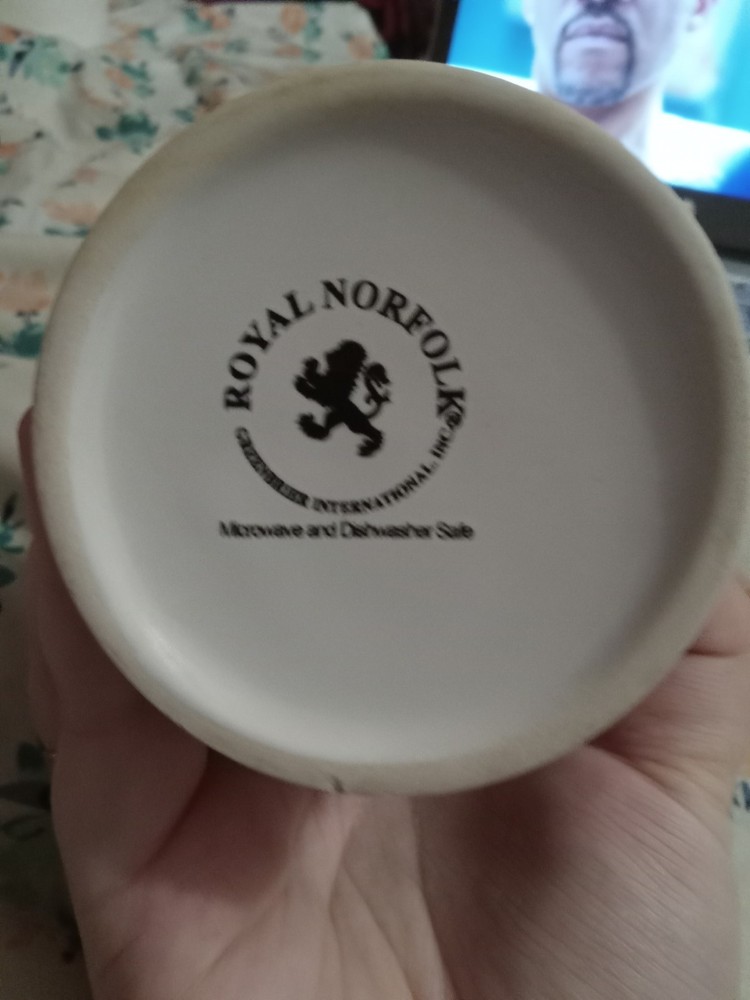 ROYAL NORFOLK®
GREENBRIER INTERNATIONAL, INC.
Microwave and Dishwasher Safe